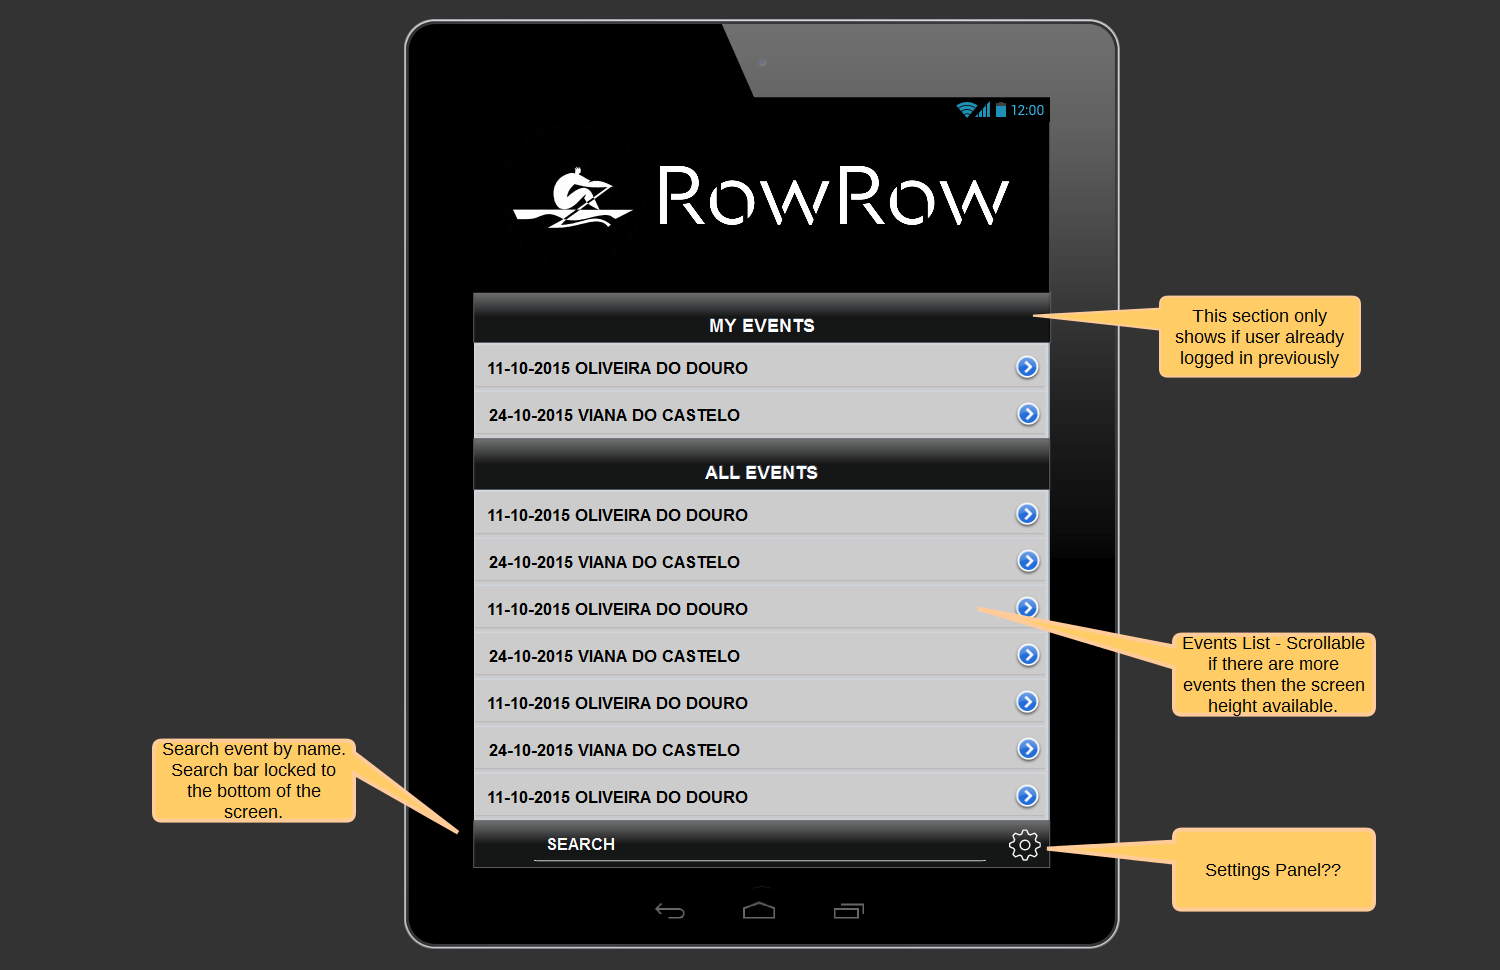 12:00
RowRow
MY EVENTS
11-10-2015 OLIVEIRA DO DOURO
24-10-2015 VIANA DO CASTELO
ALL EVENTS
11-10-2015 OLIVEIRA DO DOURO
24-10-2015 VIANA DO CASTELO
11-10-2015 OLIVEIRA DO DOURO
24-10-2015 VIANA DO CASTELO
11-10-2015 OLIVEIRA DO DOURO
24-10-2015 VIANA DO CASTELO
11-10-2015 OLIVEIRA DO DOURO
SEARCH
This section only
shows if user already
logged in previously
Events List - Scrollable
if there are more
events then the screen
height available.
Search event by name.
Search bar locked to
the bottom of the
screen.
Settings Panel??